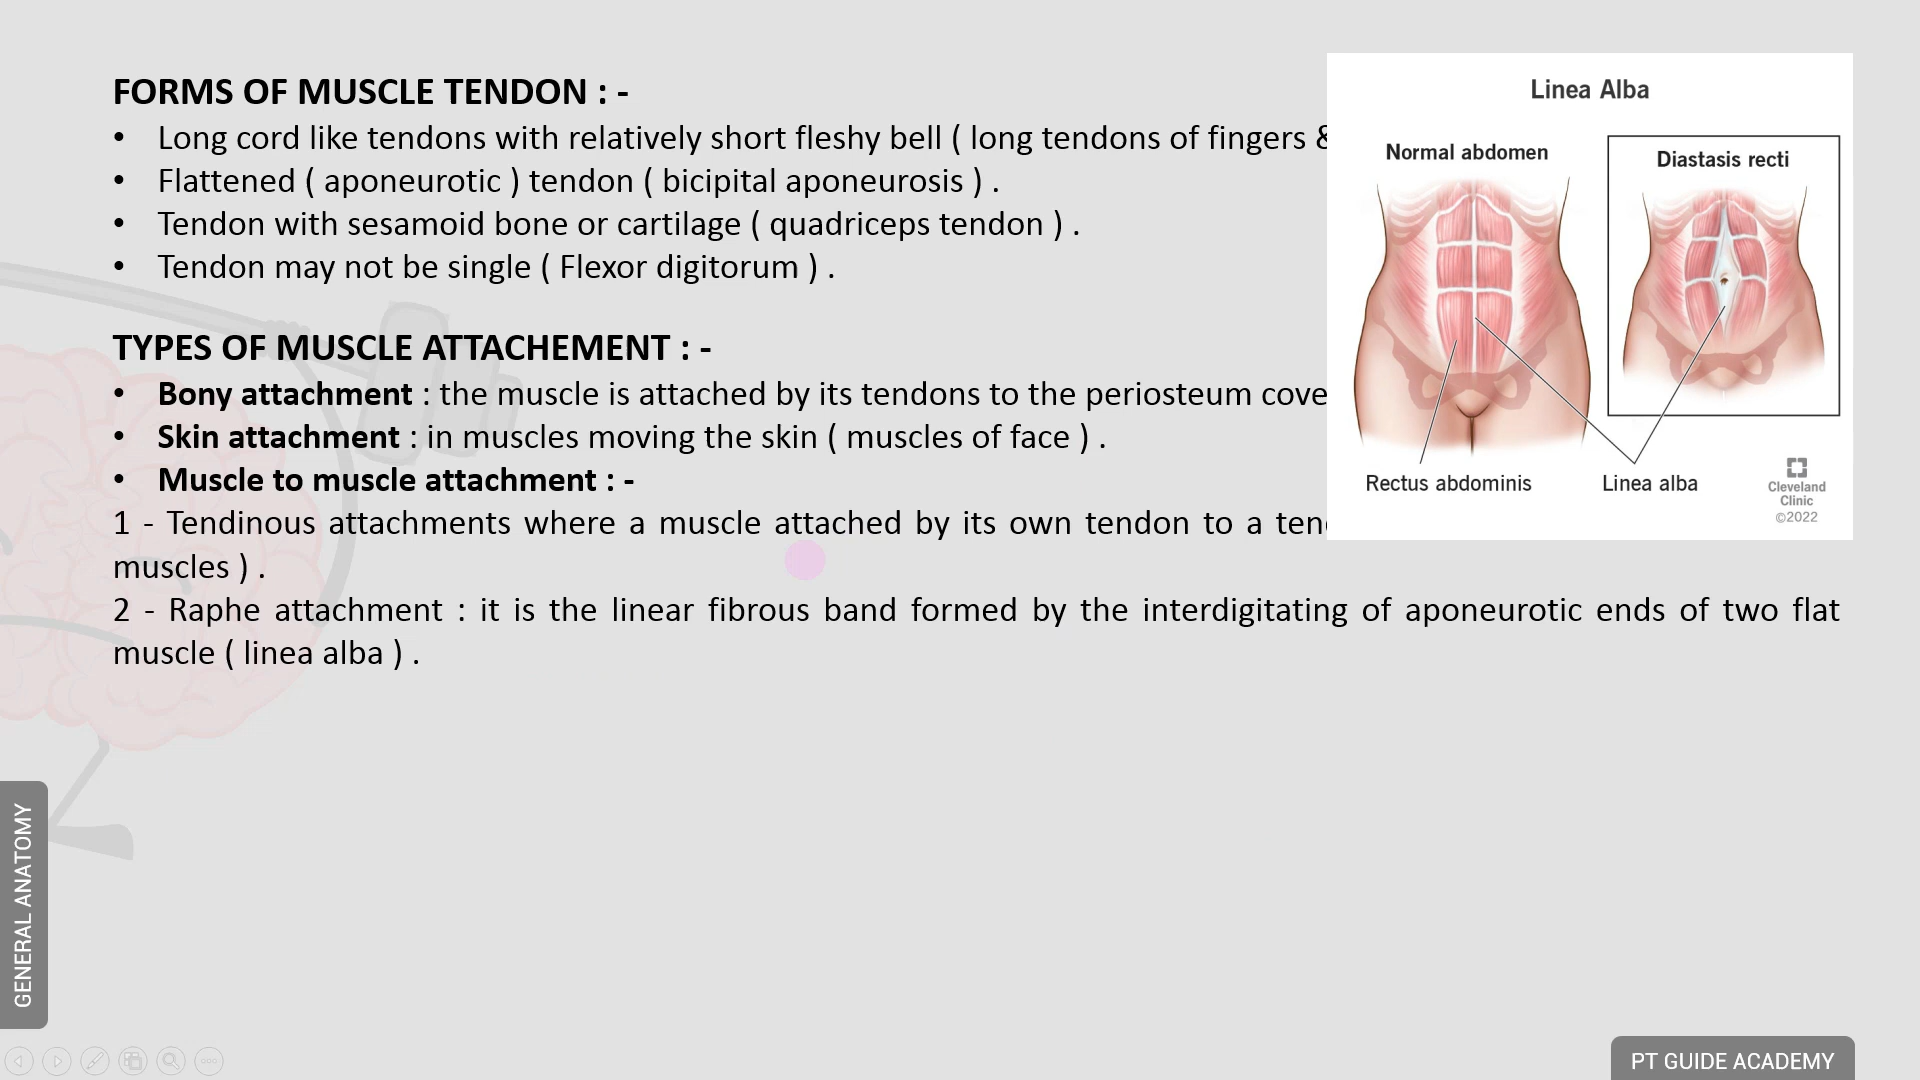 FORMS OF MUSCLE TENDON : -
• Long cord like tendons with relatively short fleshy bell ( long tendons of fingers &
• Flattened ( aponeurotic ) tendon ( bicipital aponeurosis ) .
• Tendon with sesamoid bone or cartilage ( quadriceps tendon ) .
• Tendon may not be single ( Flexor digitorum ) .
TYPES OF MUSCLE ATTACHEMENT : -
• Bony attachment : the muscle is attached by its tendons to the periosteum
• Skin attachment : in muscles moving the skin ( muscles of face ) .
• Muscle to muscle attachment : -
1 - Tendinous attachments where a muscle attached by its own tendon to a
muscles ) .
2 - Raphe attachment : it is the linear fibrous band formed by the interdigitating of aponeurotic ends of two flat
muscle ( linea alba ) .
Linea Alba
Normal abdomen
Diastasis recti
Rectus abdominis
Linea alba
Cleveland
Clinic
©2022
GENERAL ANATOMY
PT GUIDE ACADEMY